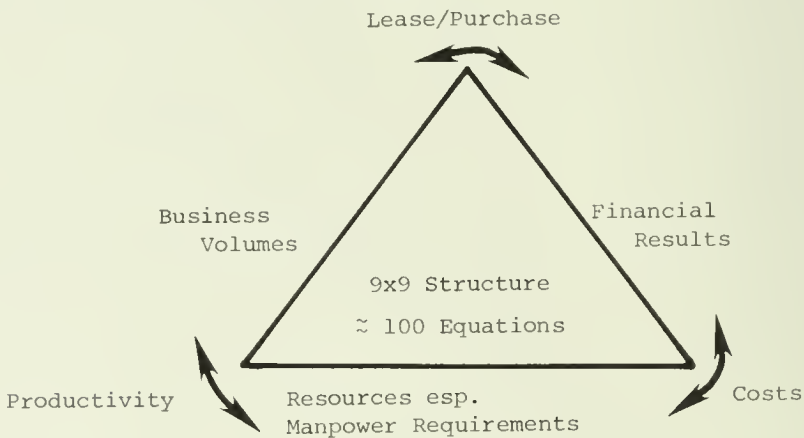 Lease/Purchase
Business
Volumes
Financial
Results
9x9 Structure
≈ 100 Equations
Productivity
Resources esp.
Manpower Requirements
Costs